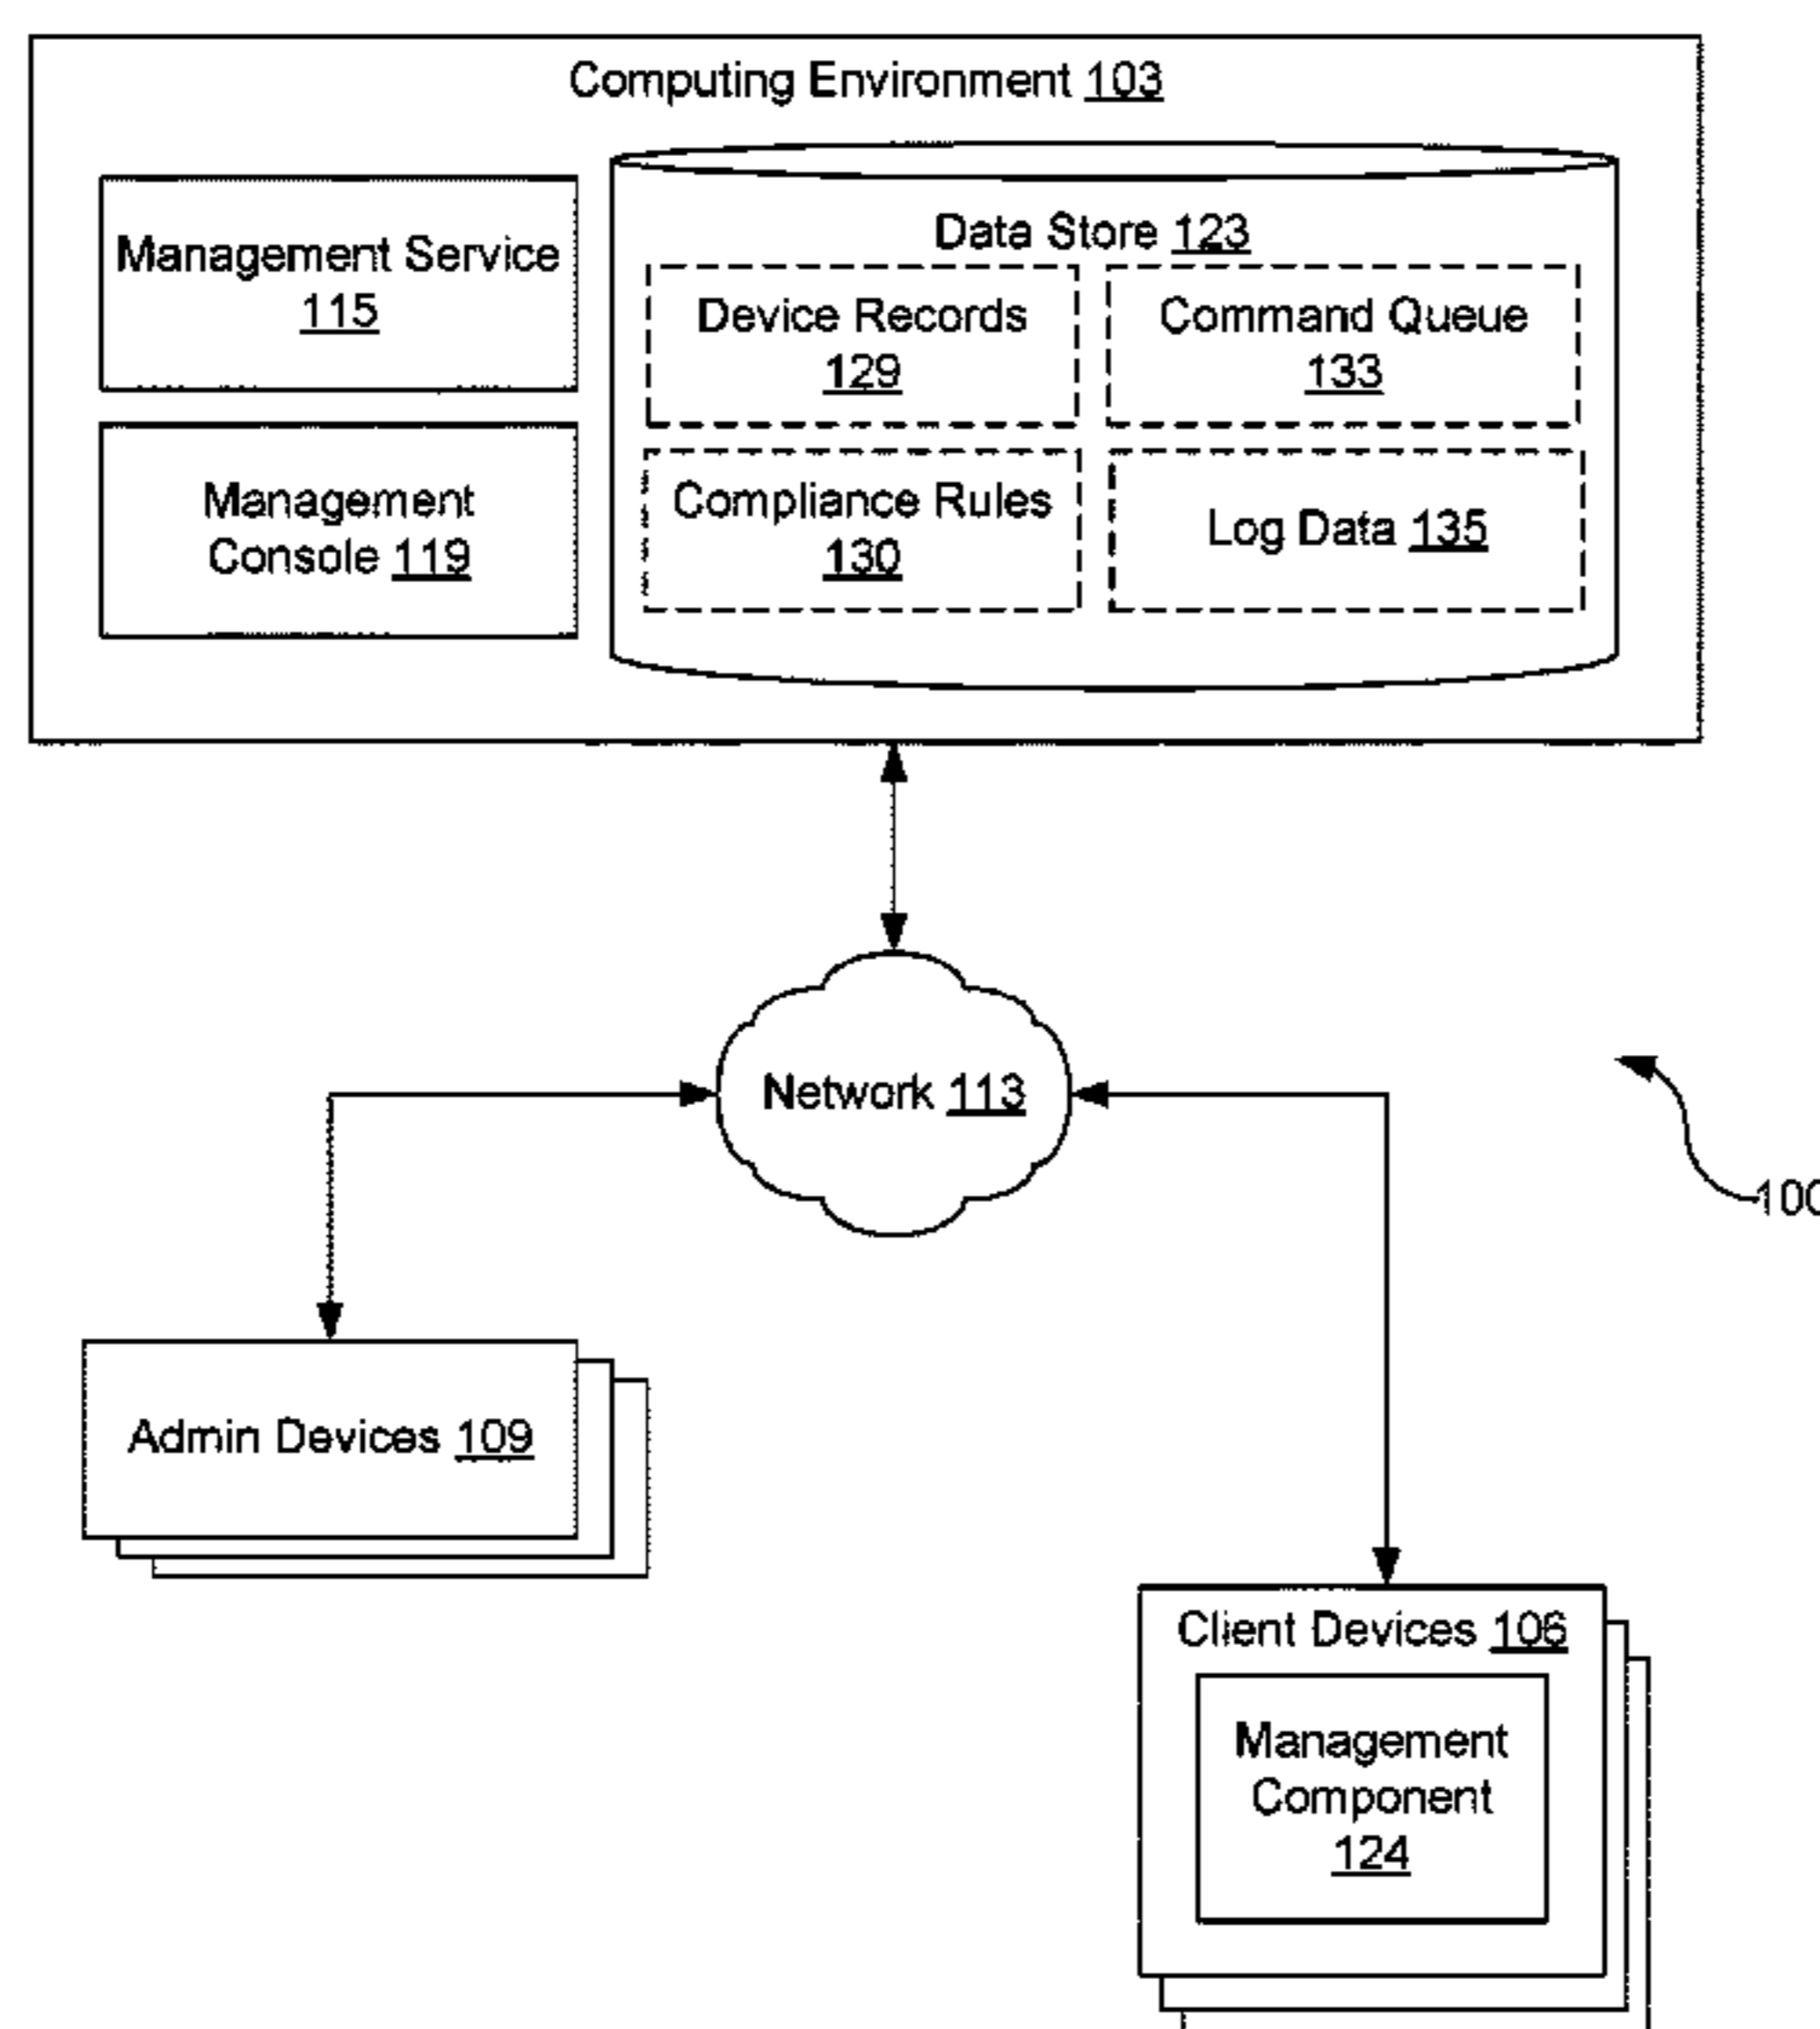 Computing Environment 103
Management Service
115
Management
Console 119
Data Store 123
Device Records
129
Command Queue
133
Compliance Rules
130
Log Data 135
Network 113
100
Admin Devices 109
Client Devices 106
Management
Component
124